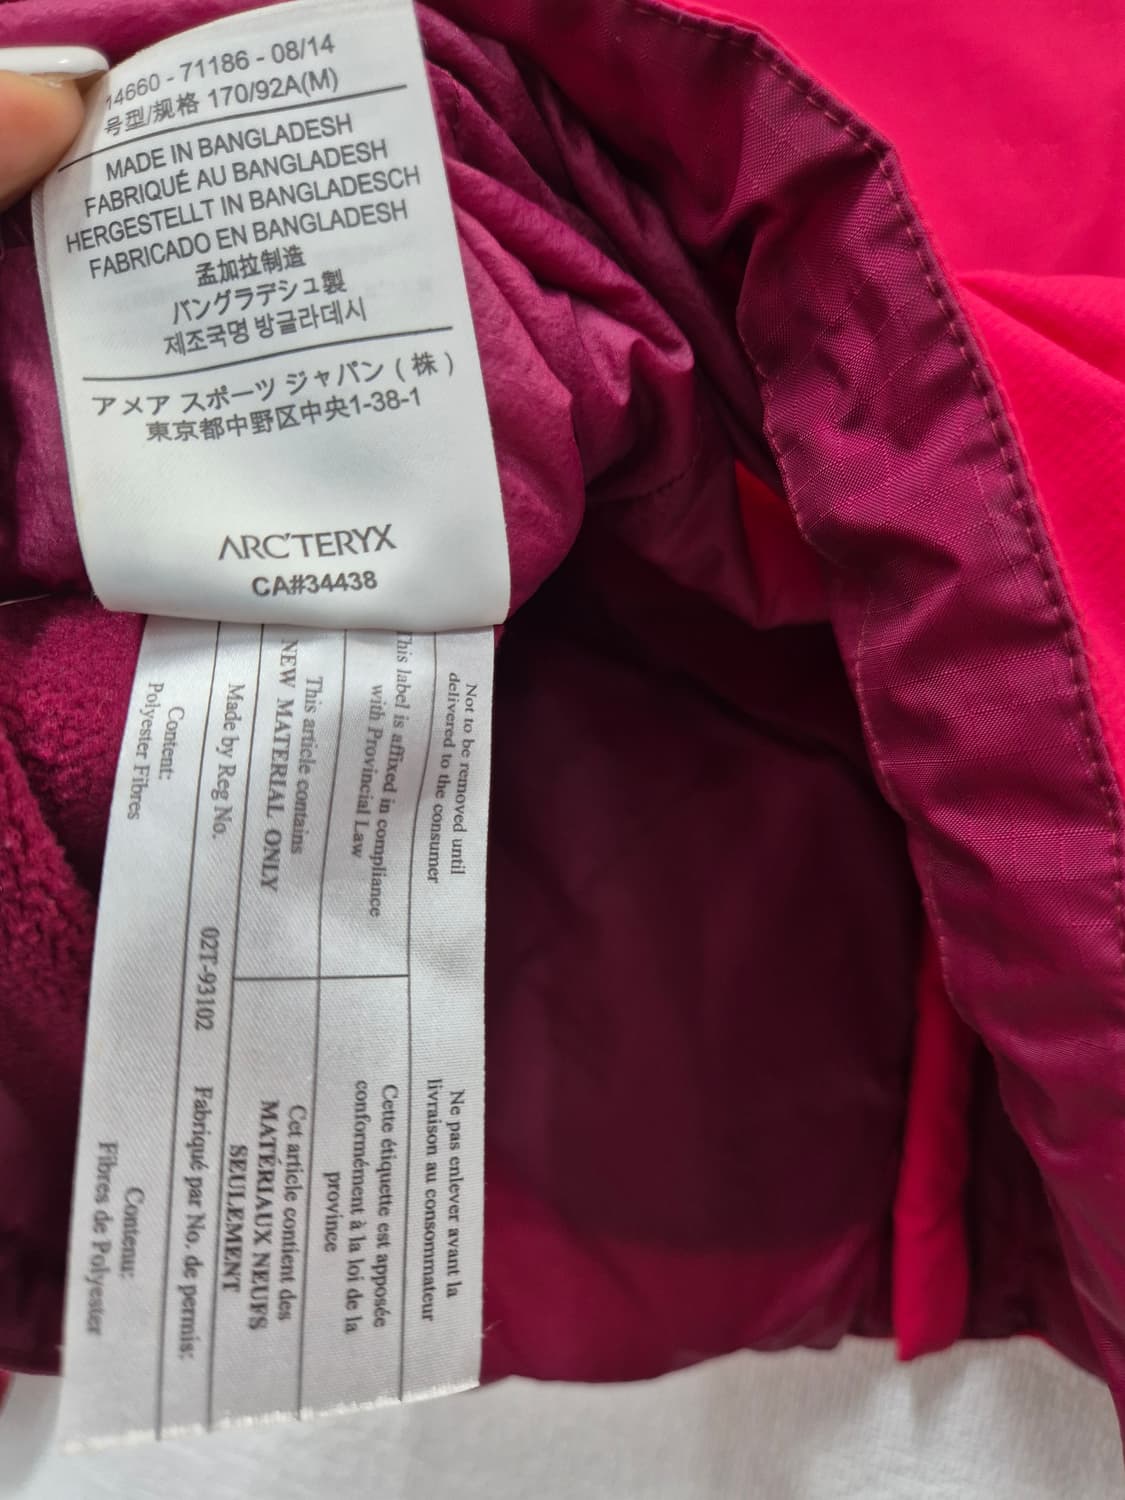 14660 - 71186 - 08/14
号型/规格 170/92A(M)
MADE IN BANGLADESH
FABRIQUÉ AU BANGLADESH
HERGESTELLT IN BANGLADESCH
FABRICADO EN BANGLADESH
孟加拉制造
バングラデシュ製
제조국명 방글라데시
アメア スポーツ ジャパン (株)
東京都中野区中央1-38-1
ARC'TERYX
CA#34438
Not to be removed until
delivered to the consumer
Ne pas enlever avant la
livraison au consommateur
This label is affixed in compliance
with Provincial Law
Cette étiquette est apposée
conformément à la loi de la
province
This article contains
NEW MATERIAL ONLY
Cet article contient des
MATÉRIAUX NEUFS
SEULEMENT
Made by Reg No. 02T-93102 Fabriqué par No. de permis:
Content:
Polyester Fibres
Contenu:
Fibres de Polyester